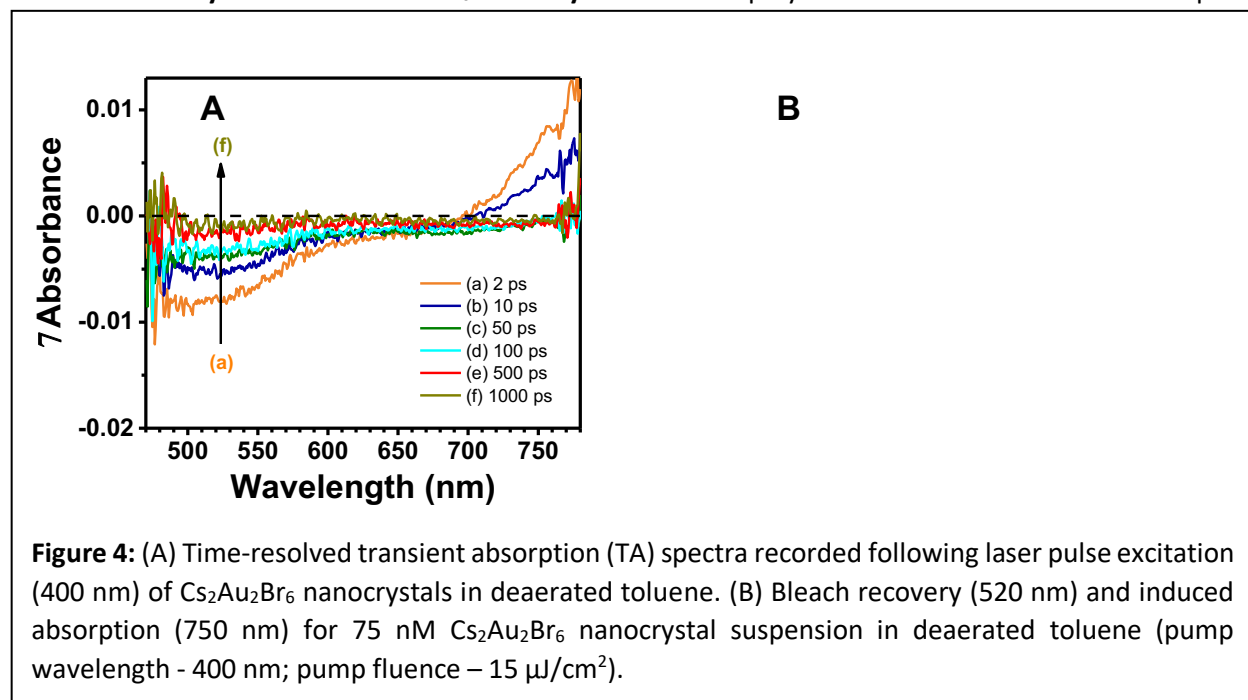 A
B
(f)
(a)
0.01
0.00
-0.01
-0.02
7Absorbance
500 550 600 650 700 750
Wavelength (nm)
(a) 2 ps
(b) 10 ps
(c) 50 ps
(d) 100 ps
(e) 500 ps
(f) 1000 ps
Figure 4: (A) Time-resolved transient absorption (TA) spectra recorded following laser pulse excitation
(400 nm) of Cs₂Au₂Br₆ nanocrystals in deaerated toluene. (B) Bleach recovery (520 nm) and induced
absorption (750 nm) for 75 nM Cs₂Au₂Br₆ nanocrystal suspension in deaerated toluene (pump
wavelength - 400 nm; pump fluence – 15 μJ/cm²).